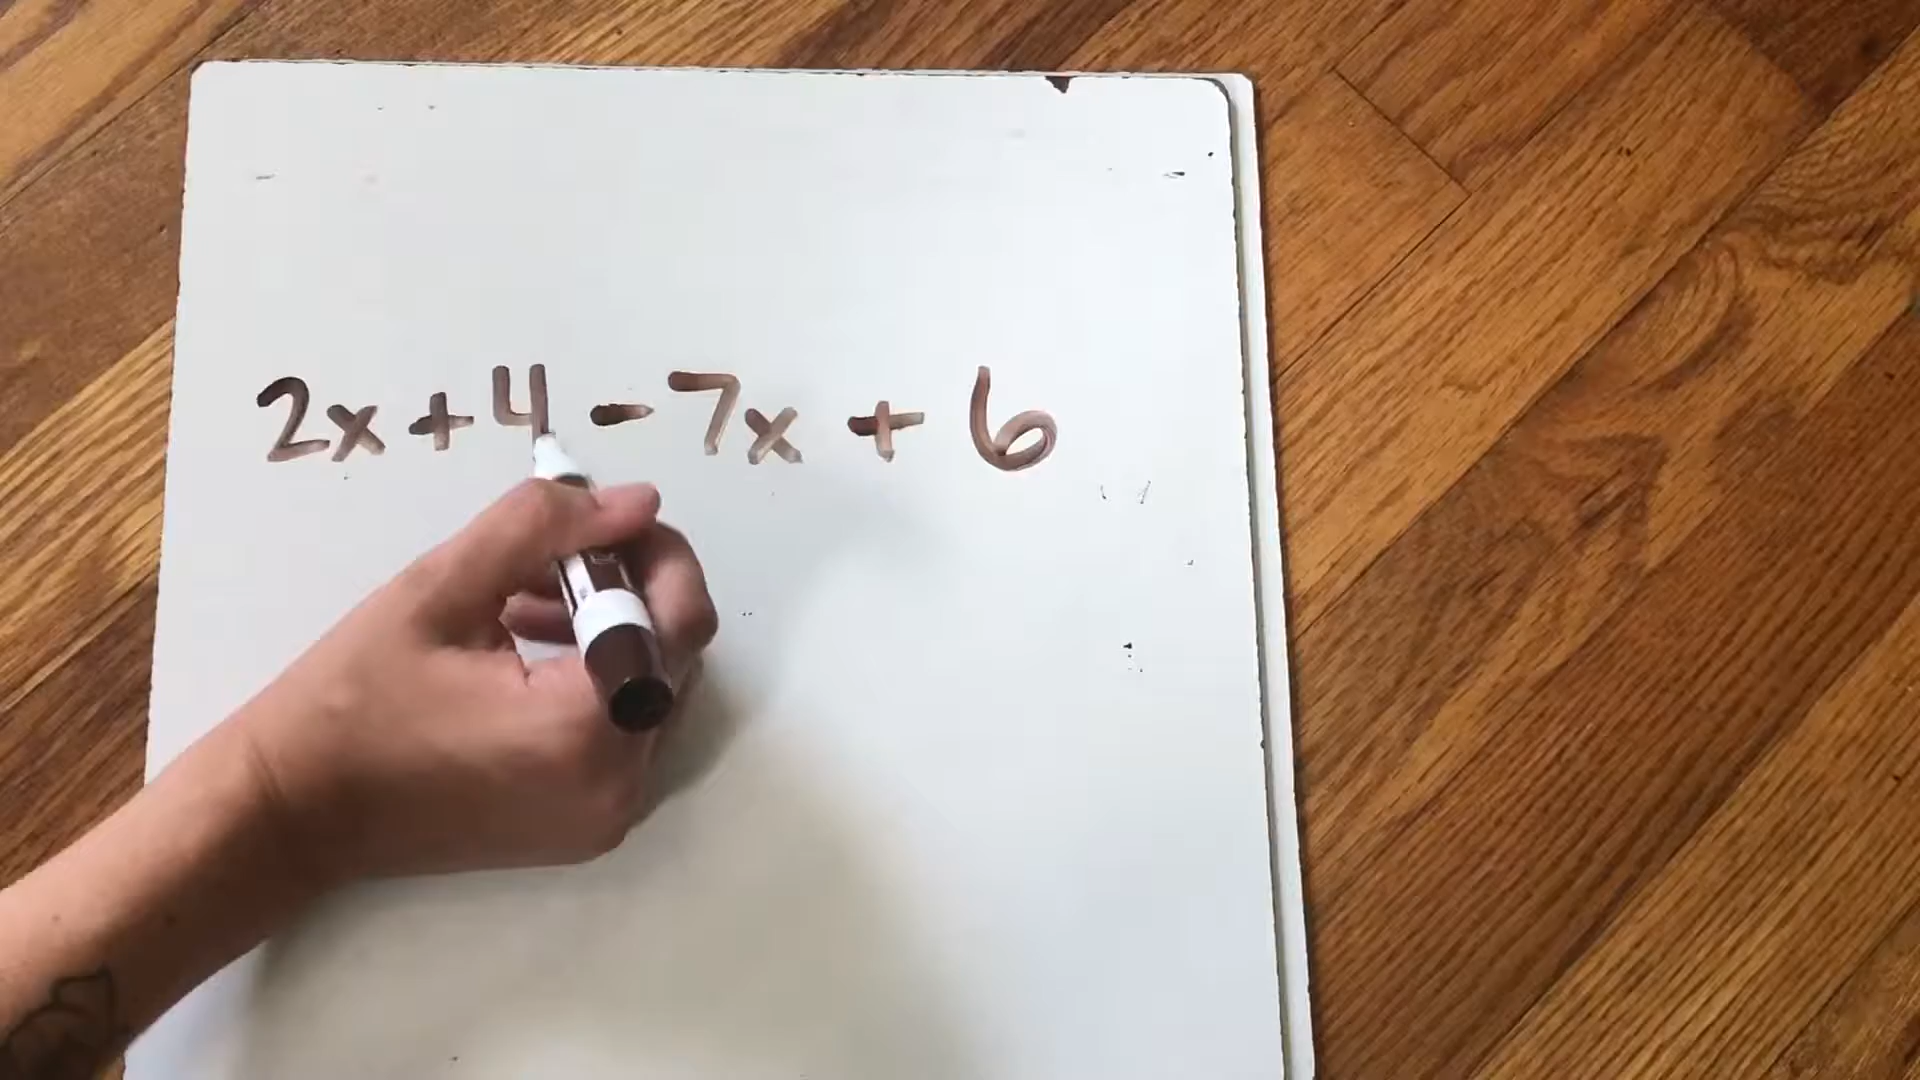 2x + 4 - 7x + 6